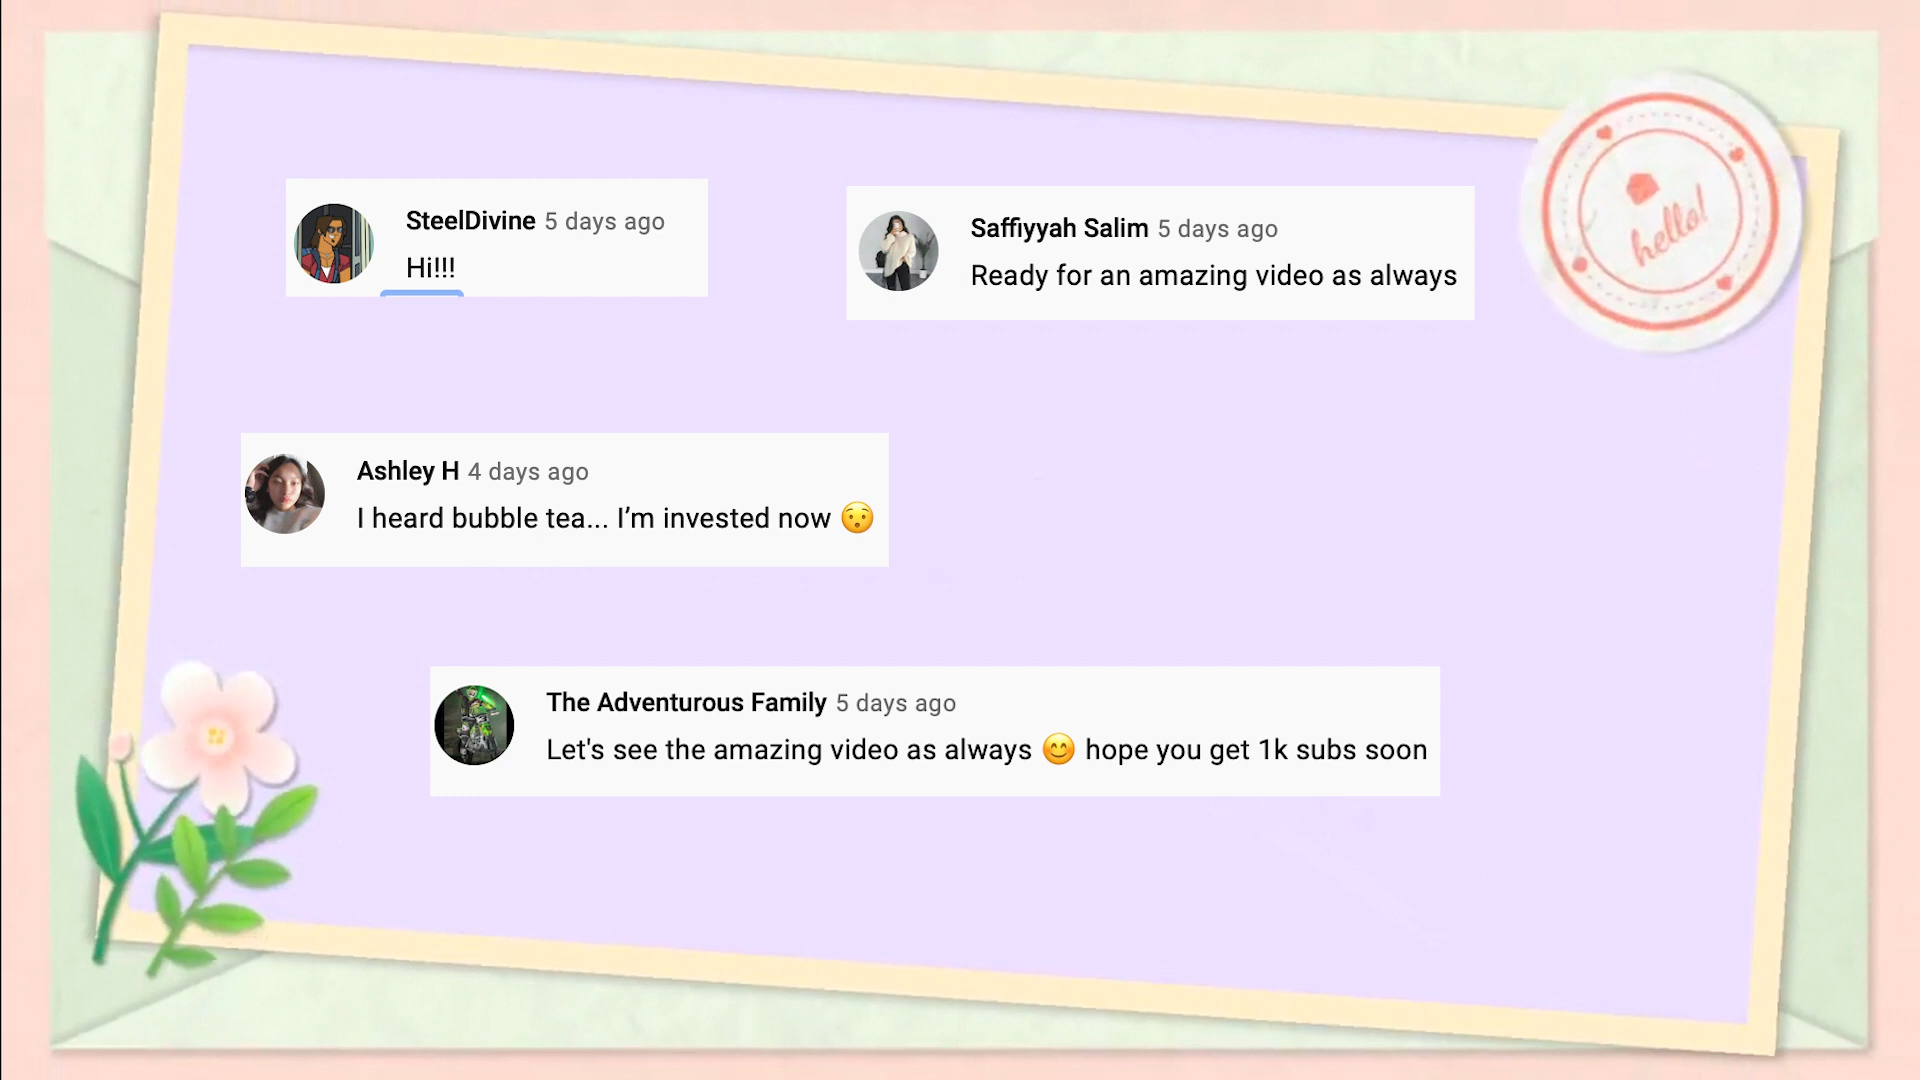 SteelDivine 5 days ago
Hi!!!
Saffiyyah Salim 5 days ago
Ready for an amazing video as always
hello!
Ashley H 4 days ago
I heard bubble tea... I’m invested now 😯
The Adventurous Family 5 days ago
Let's see the amazing video as always 😊 hope you get 1k subs soon